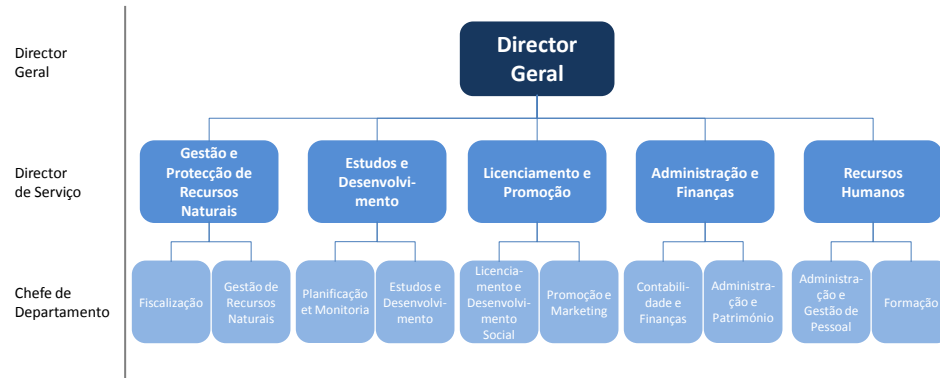 Director
Geral
Director
Geral
Director
de Serviço
Gestão e
Protecção de
Recursos
Naturais
Estudos e
Desenvolvi-
mento
Licenciamento e
Promoção
Administração e
Finanças
Recursos
Humanos
Chefe de
Departamento
Fiscalização
Gestão de
Recursos
Naturais
Planificação
et Monitoria
Estudos e
Desenvolvi-
mento
Licencia-
mento e
Desenvolvi-
mento
Social
Promoção e
Marketing
Contabili-
dade e
Finanças
Administra-
ção e
Património
Administra-
ção e
Gestão de
Pessoal
Formação